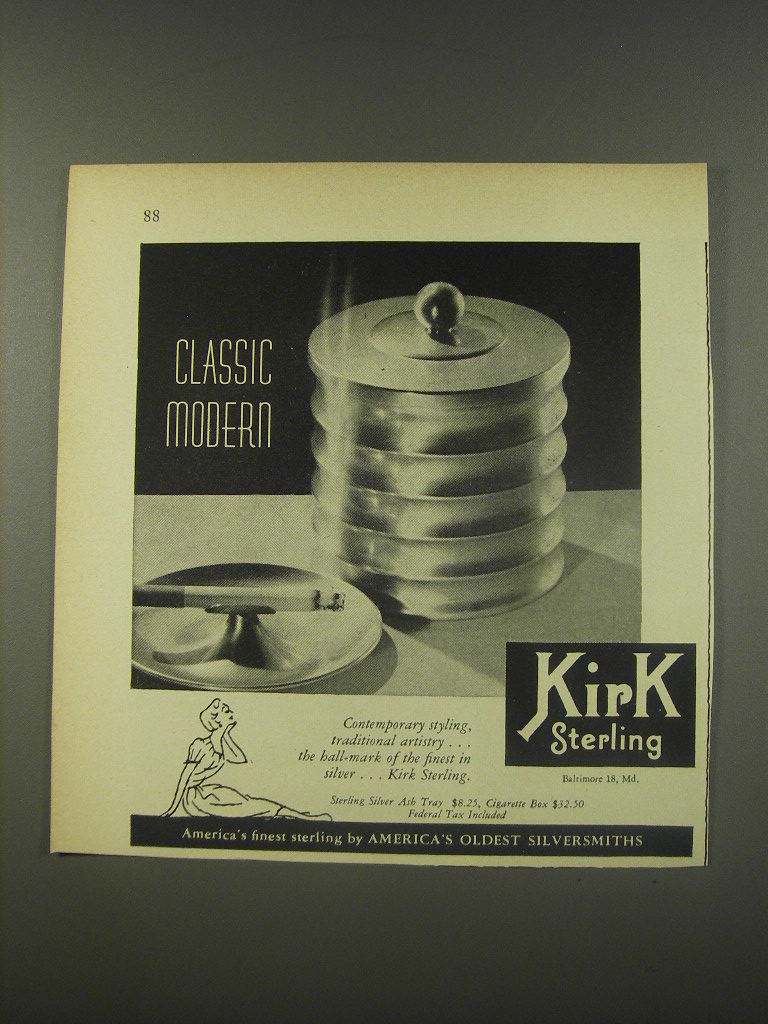 88
CLASSIC
MODERN
Contemporary styling,
traditional artistry . . .
the hall-mark of the finest in
silver . . . Kirk Sterling.
Kirk
Sterling
Baltimore 18, Md.
Sterling Silver Ash Tray $8.25, Cigarette Box $32.50
Federal Tax Included
America's finest sterling by AMERICA'S OLDEST SILVERSMITHS